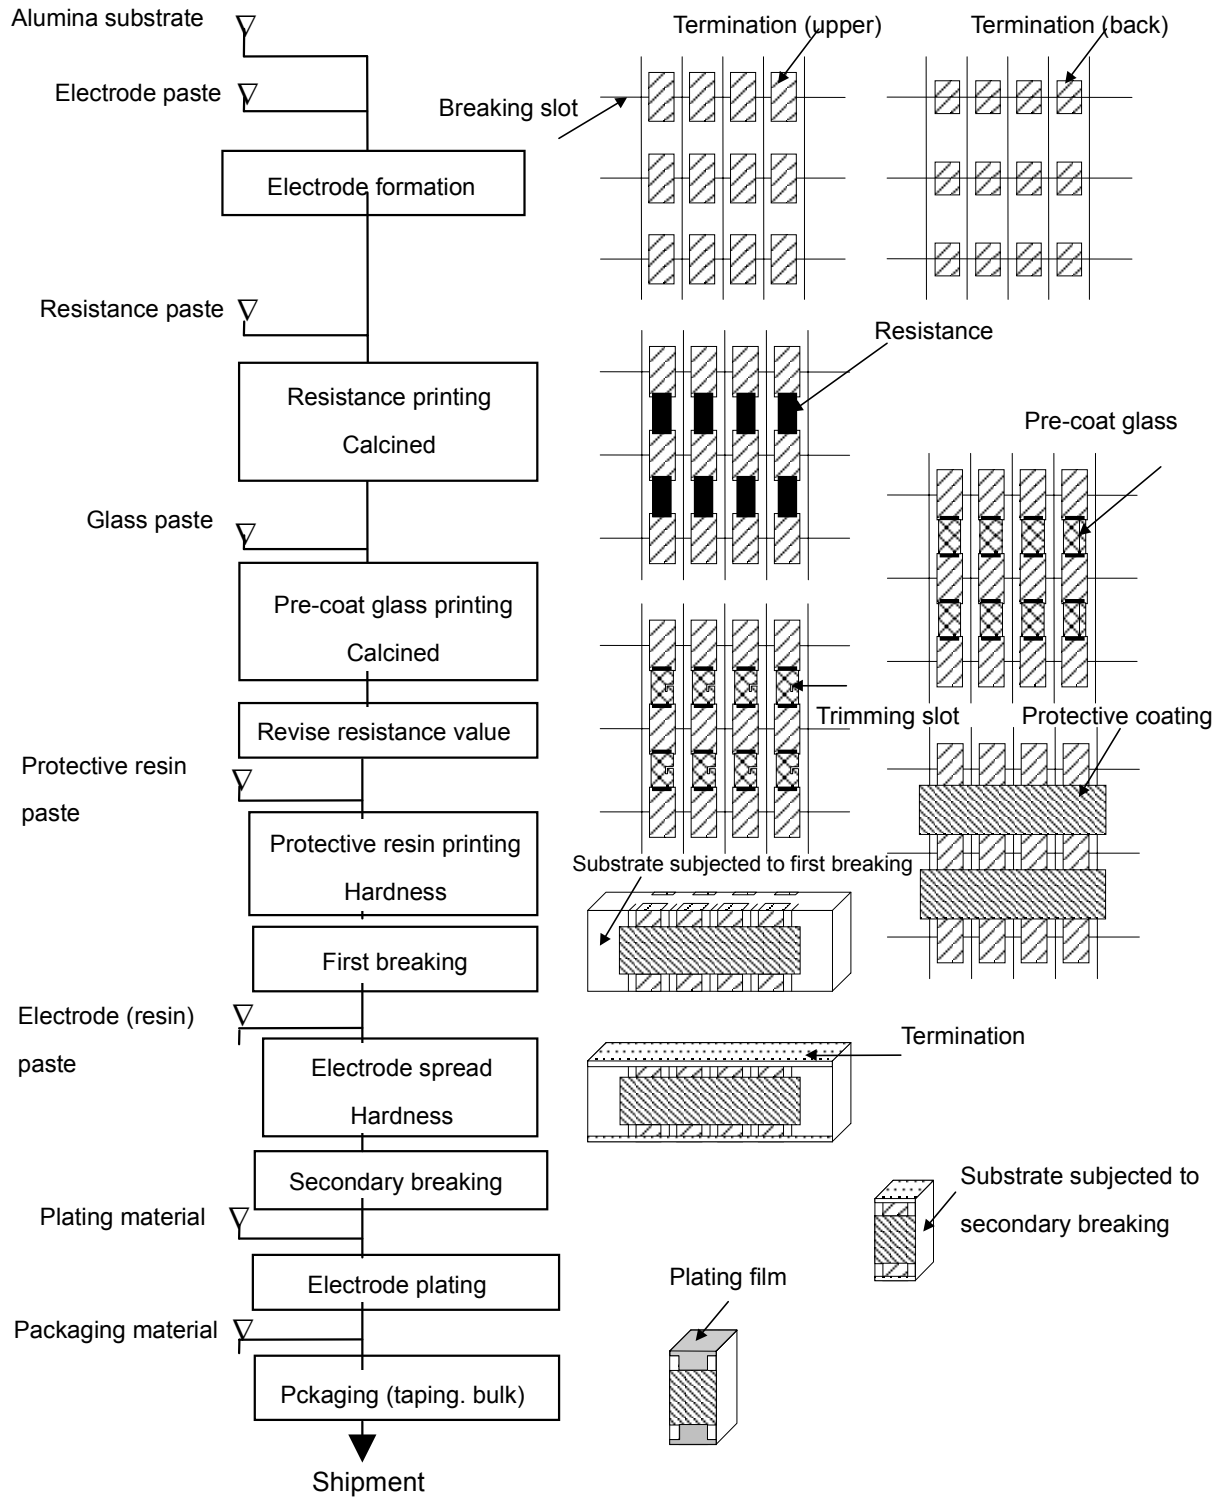 Alumina substrate
Electrode paste
Electrode formation
Resistance paste
Resistance printing
Calcined
Glass paste
Pre-coat glass printing
Calcined
Revise resistance value
Protective resin
paste
Protective resin printing
Hardness
First breaking
Electrode (resin)
paste
Electrode spread
Hardness
Secondary breaking
Plating material
Electrode plating
Packaging material
Pckaging (taping. bulk)
Shipment
Termination (upper)
Termination (back)
Breaking slot
Resistance
Pre-coat glass
Trimming slot
Protective coating
Substrate subjected to first breaking
Termination
Substrate subjected to
secondary breaking
Plating film